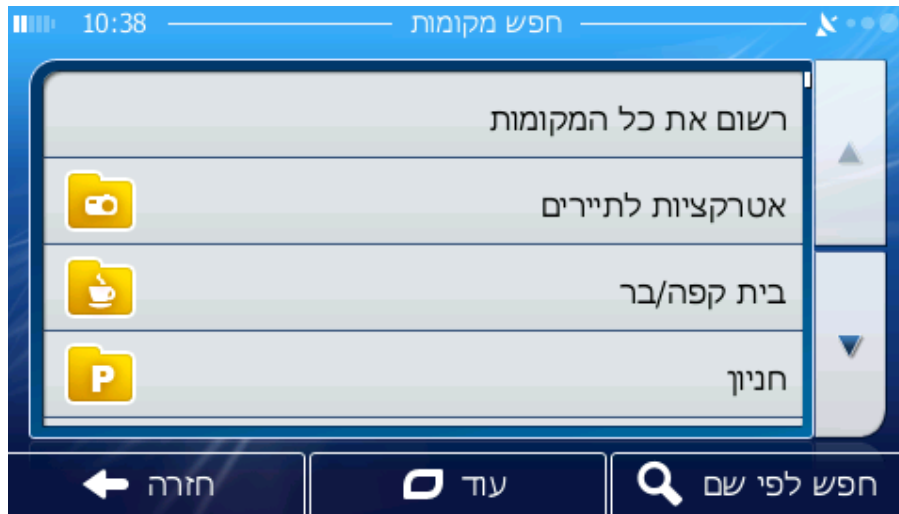 חפש מקומות
10:38
רשום את כל המקומות
אטרקציות לתיירים
בית קפה/בר
חניון
P
חפש לפי שם
עוד
חזרה